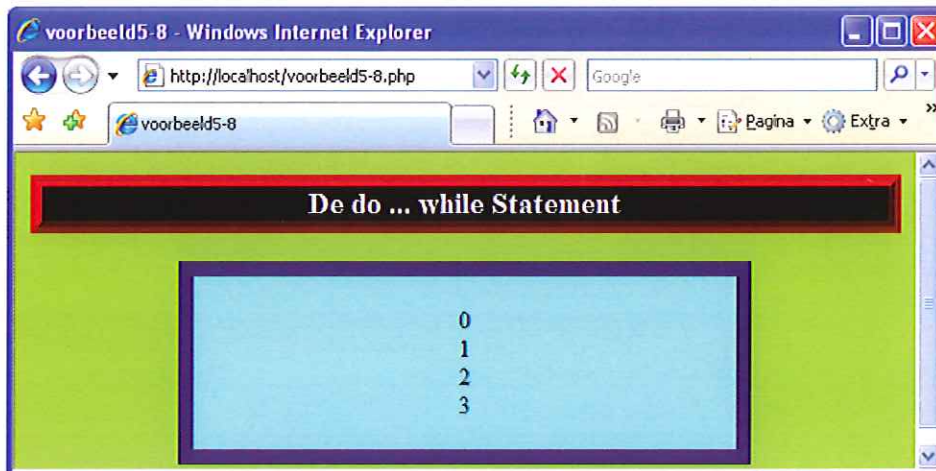 voorbeeld5-8 - Windows Internet Explorer
http://localhost/voorbeeld5-8.php
Google
voorbeeld5-8
Pagina
Extra
»
De do ... while Statement
0
1
2
3